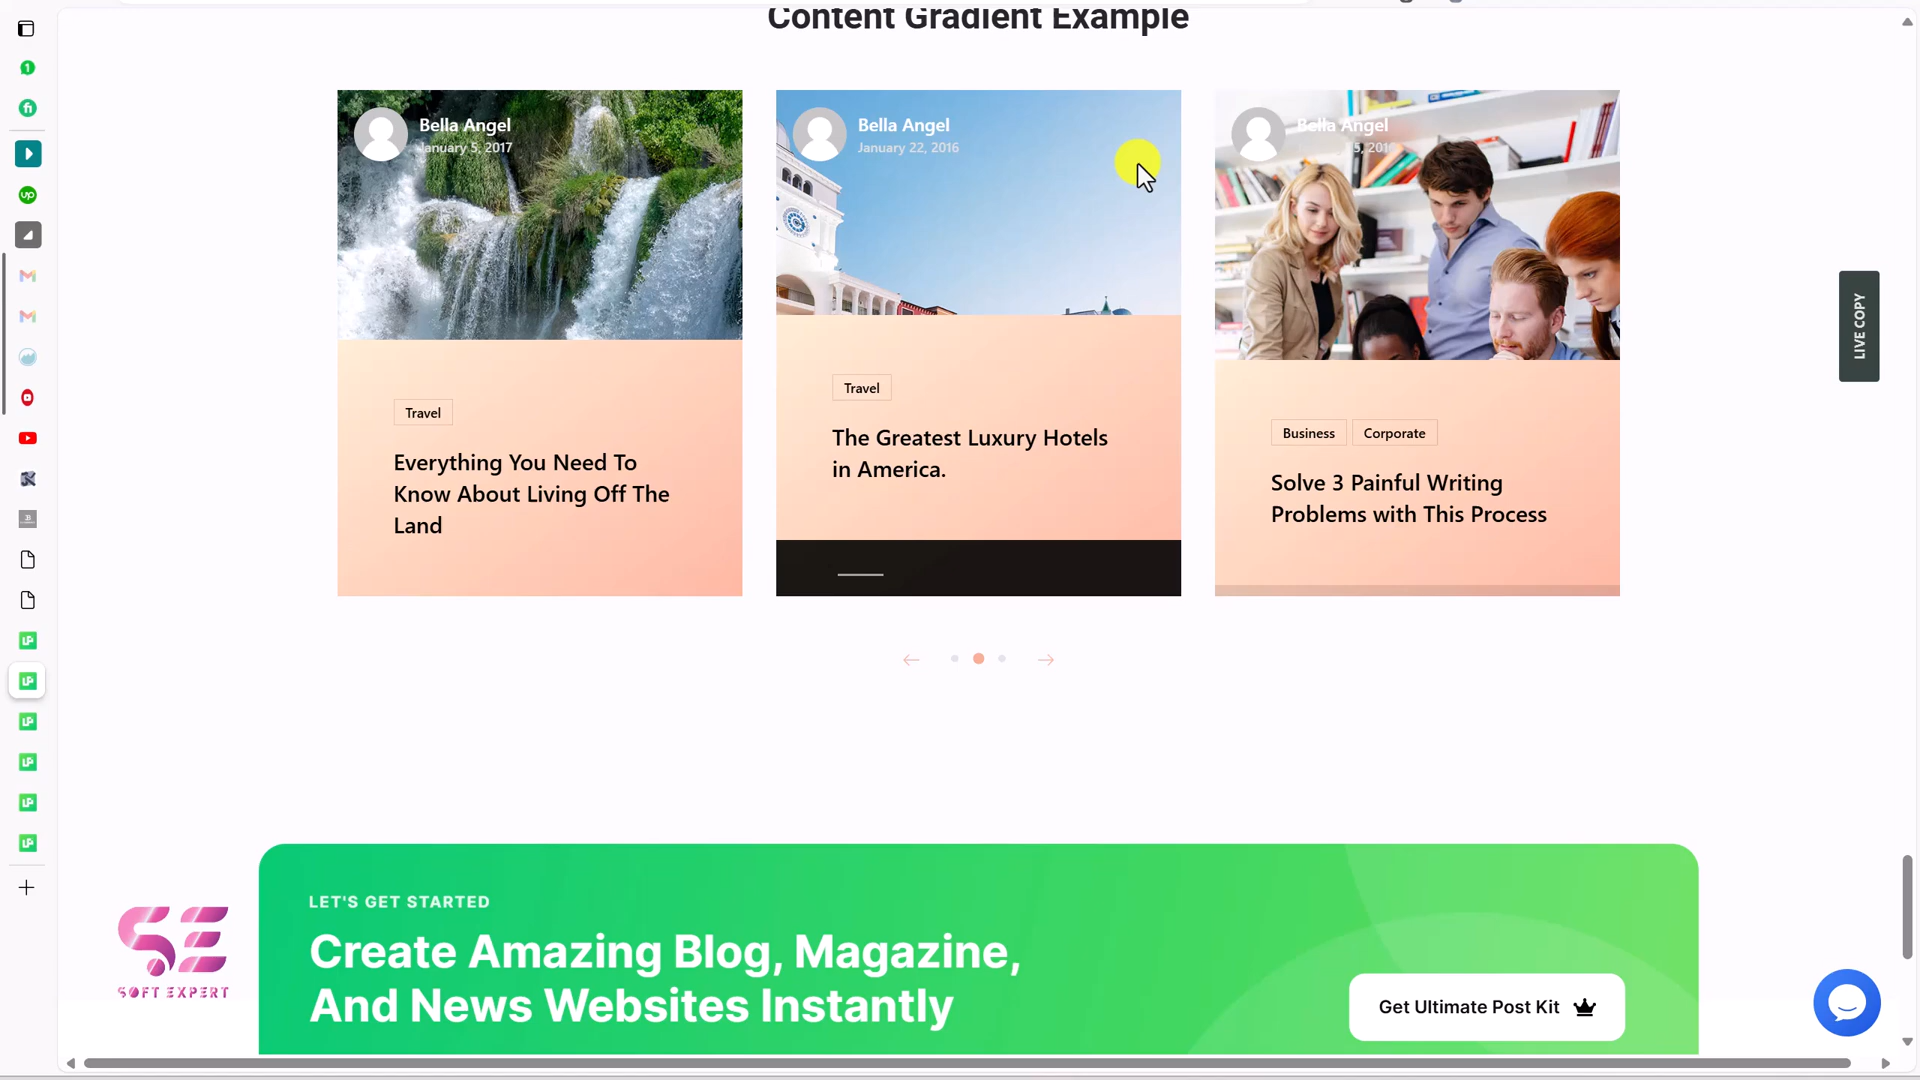 Content Gradient Example
Bella Angel
January 5, 2017
Travel
Everything You Need To
Know About Living Off The
Land
Bella Angel
January 22, 2016
Travel
The Greatest Luxury Hotels
in America.
Bella Angel
Business
Corporate
Solve 3 Painful Writing
Problems with This Process
LIVE COPY
LET'S GET STARTED
Create Amazing Blog, Magazine,
And News Websites Instantly
Get Ultimate Post Kit
SE
SOFT EXPERT